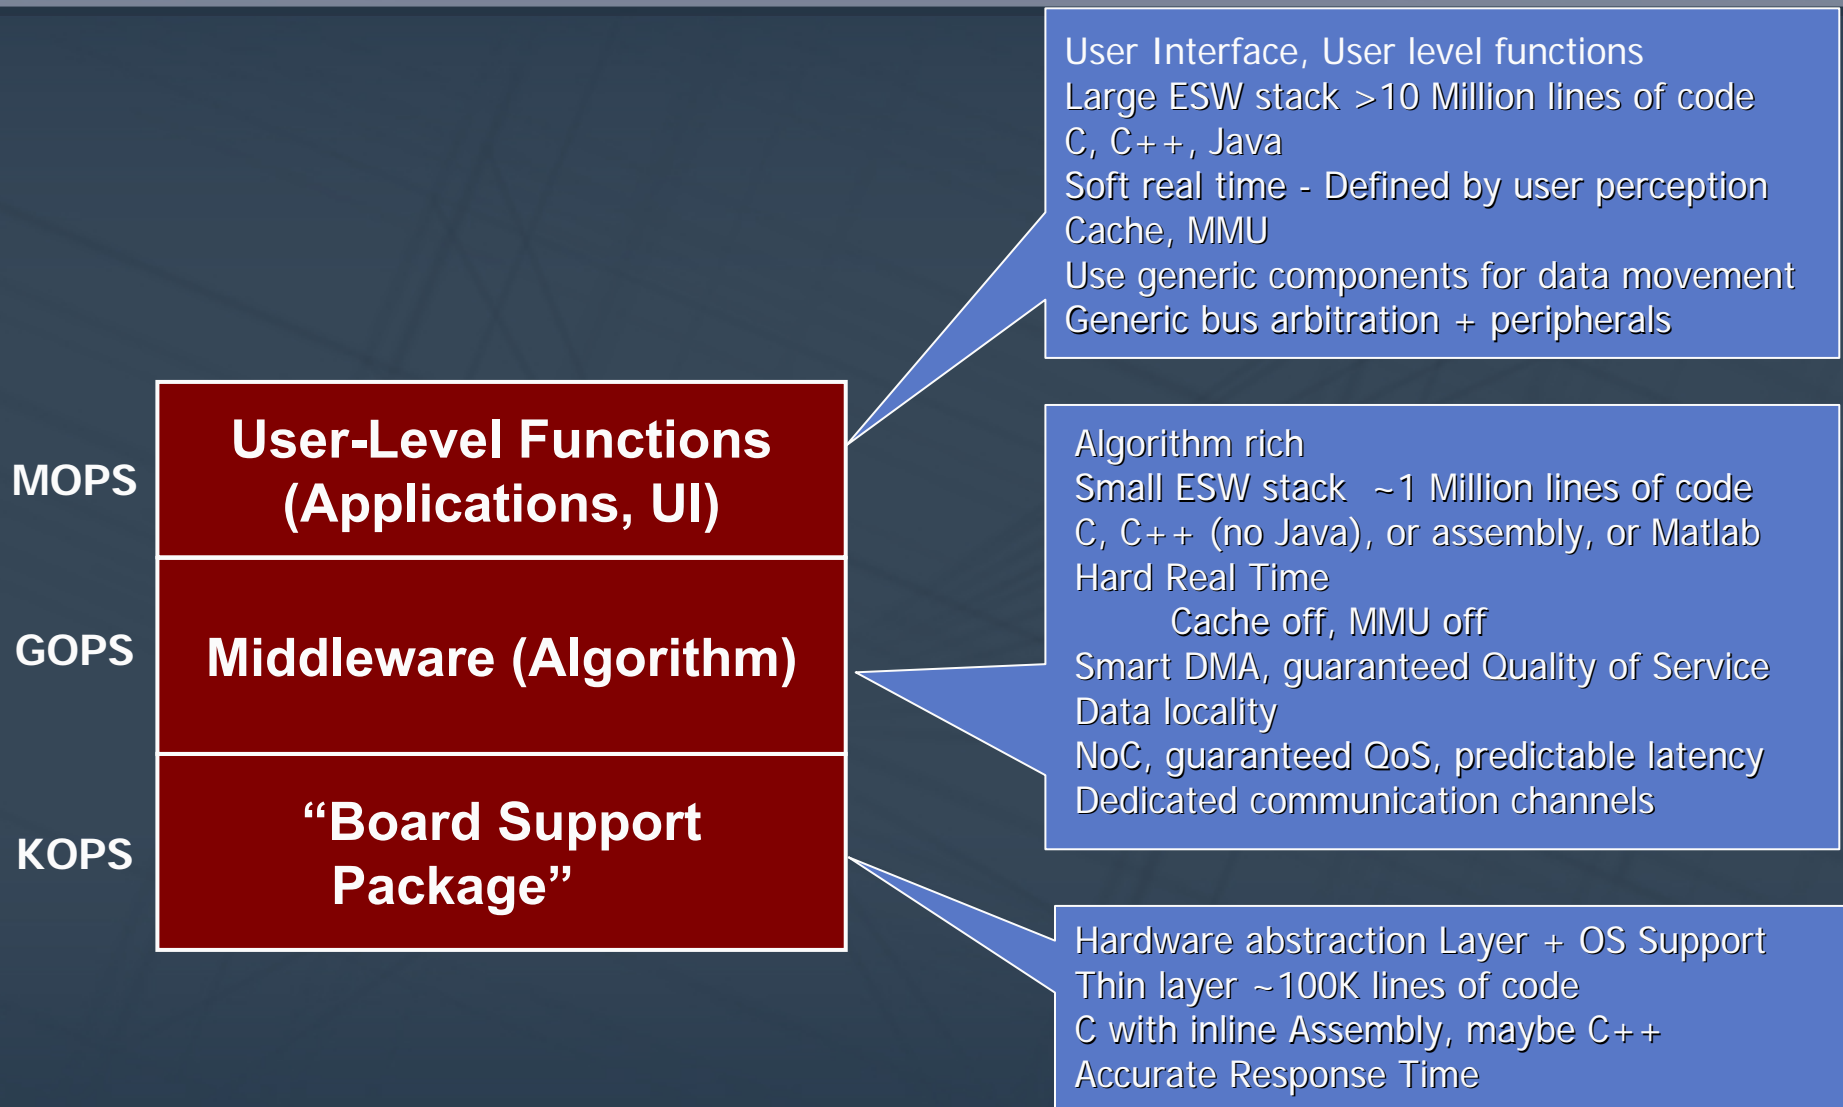 User Interface, User level functions
Large ESW stack >10 Million lines of code
C, C++, Java
Soft real time - Defined by user perception
Cache, MMU
Use generic components for data movement
Generic bus arbitration + peripherals
MOPS
User-Level Functions
(Applications, UI)
Algorithm rich
Small ESW stack ~1 Million lines of code
C, C++ (no Java), or assembly, or Matlab
Hard Real Time
Cache off, MMU off
Smart DMA, guaranteed Quality of Service
Data locality
NoC, guaranteed QoS, predictable latency
Dedicated communication channels
GOPS
Middleware (Algorithm)
KOPS
“Board Support
Package”
Hardware abstraction Layer + OS Support
Thin layer ~100K lines of code
C with inline Assembly, maybe C++
Accurate Response Time